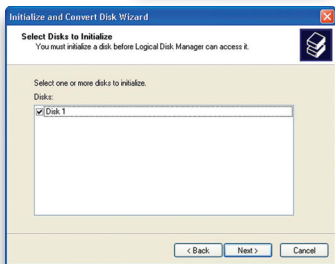 Initialize and Convert Disk Wizard
Select Disks to Initialize
You must initialize a disk before Logical Disk Manager can access it.
Select one or more disks to initialize.
Disks:
Disk 1
< Back
Next >
Cancel